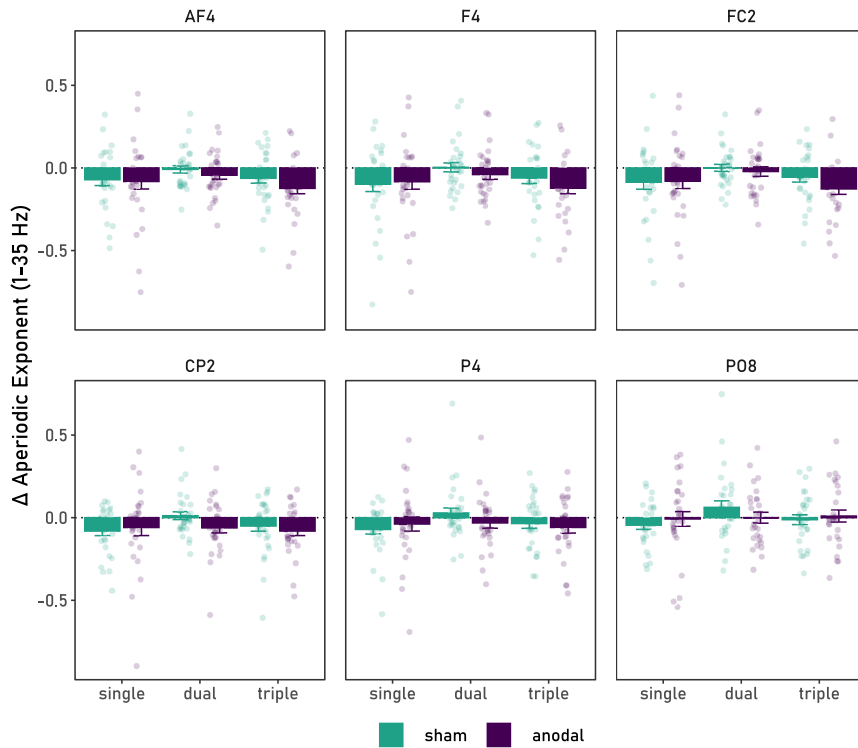 AF4 F4 FC2
0.5
0.0
−0.5
CP2 P4 PO8
0.5
0.0
−0.5
Δ Aperiodic Exponent (1–35 Hz)
single dual triple single dual triple single dual triple
sham anodal